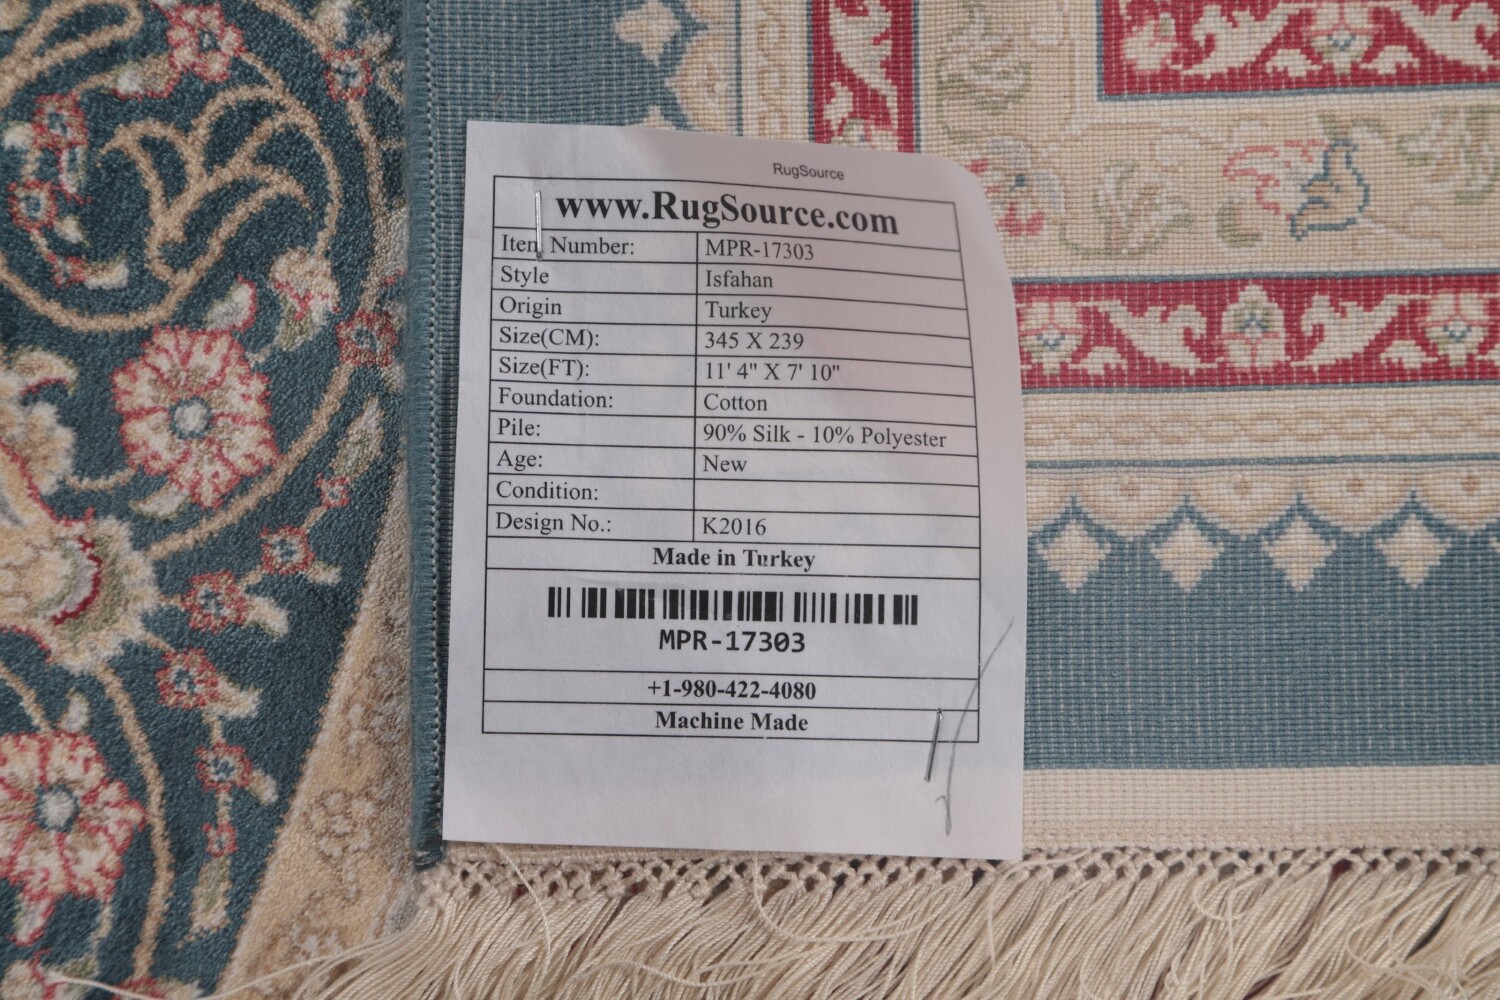 RugSource
www.RugSource.com
Item Number: MPR-17303
Style Isfahan
Origin Turkey
Size(CM): 345 X 239
Size(FT): 11' 4" X 7' 10"
Foundation: Cotton
Pile: 90% Silk - 10% Polyester
Age: New
Condition:
Design No.: K2016
Made in Turkey
MPR-17303
+1-980-422-4080
Machine Made